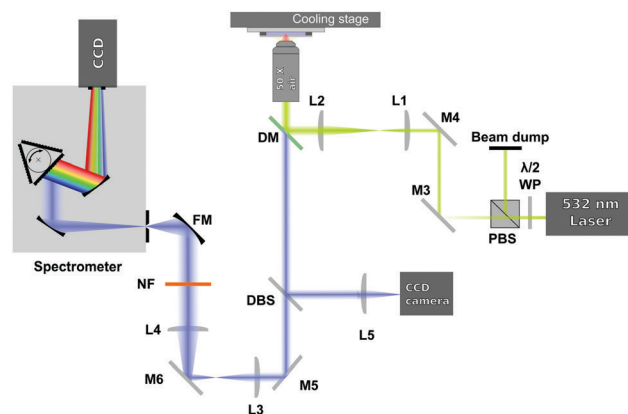 Cooling stage
CCD
50 X
air
L2
L1
M4
DM
Beam dump
λ/2
WP
M3
532 nm
Laser
PBS
FM
Spectrometer
NF
DBS
CCD
camera
L4
L5
M6
L3
M5